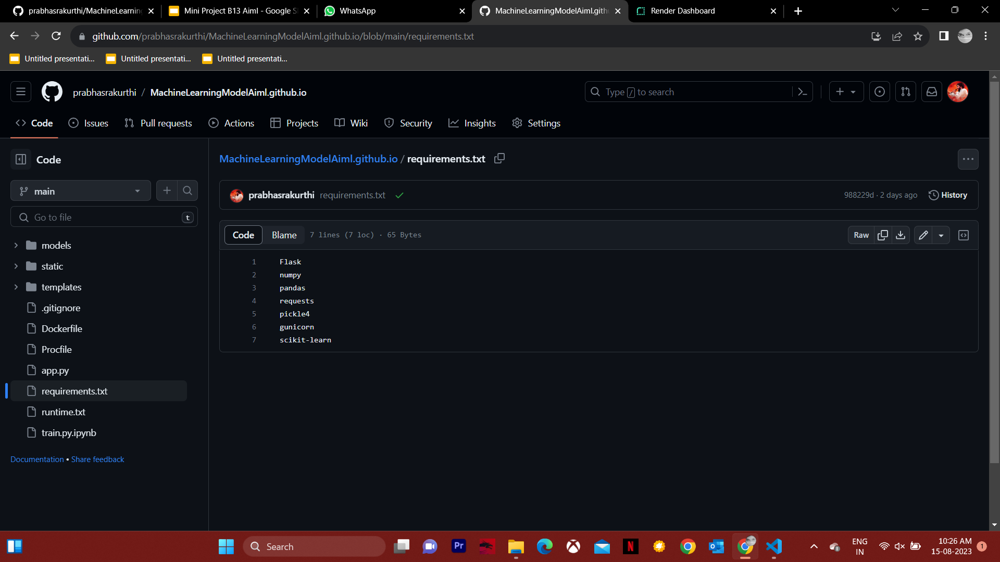 prabhasrakurthi/MachineLearning
Mini Project B13 Aiml - Google Sl
WhatsApp
MachineLearningModelAiml.gith
Render Dashboard
github.com/prabhasrakurthi/MachineLearningModelAiml.github.io/blob/main/requirements.txt
Untitled presentati...
Untitled presentati...
Untitled presentati...
prabhasrakurthi / MachineLearningModelAiml.github.io
Type / to search
Code
Issues
Pull requests
Actions
Projects
Wiki
Security
Insights
Settings
Code
main
Go to file
t
models
static
templates
.gitignore
Dockerfile
Procfile
app.py
requirements.txt
runtime.txt
train.py.ipynb
Documentation • Share feedback
MachineLearningModelAiml.github.io / requirements.txt
prabhasrakurthi requirements.txt
988229d · 2 days ago
History
Code
Blame
7 lines (7 loc) · 65 Bytes
Raw
1 Flask
2 numpy
3 pandas
4 requests
5 pickle4
6 gunicorn
7 scikit-learn
Search
Pr
N
ENG
IN
10:26 AM
15-08-2023
1